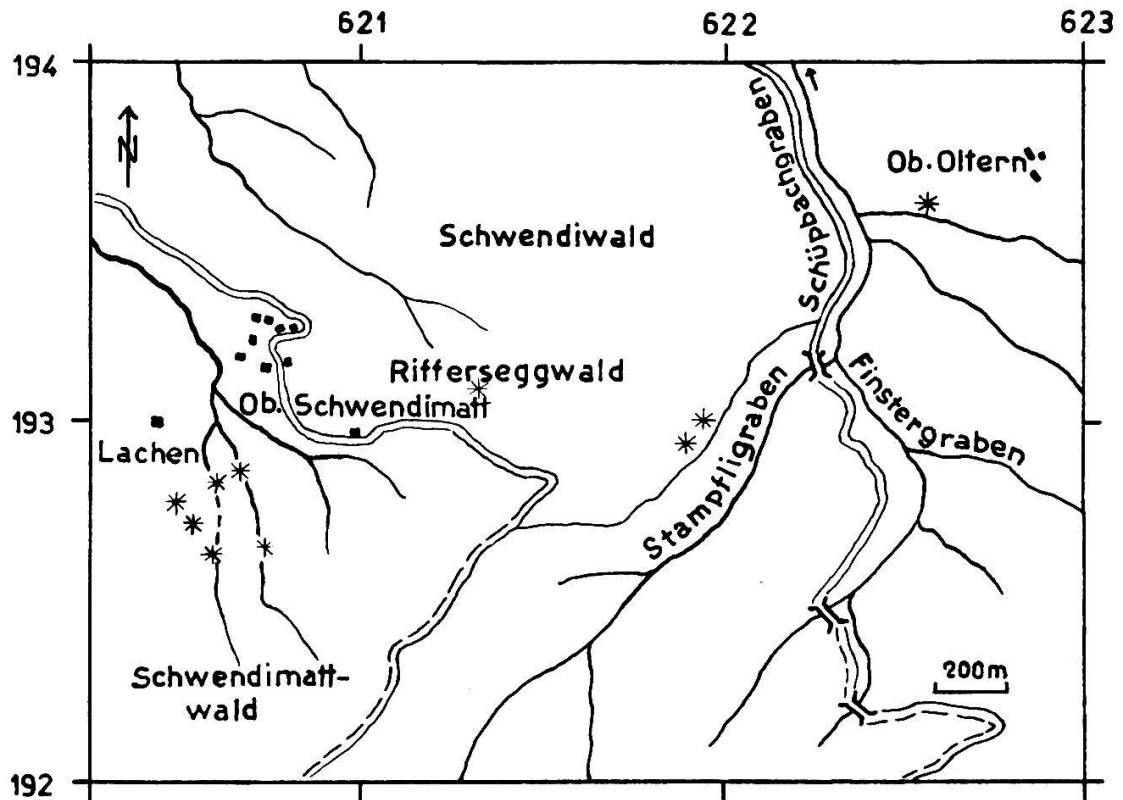 621
622
623
194
N
Schüpbachgraben
Ob. Oltern
Schwendiwald
Rifferseggwald
Ob. Schwendimatt
193
Lachen
Finstergraben
Stampfligraben
Schwendimatt-
wald
200m
192